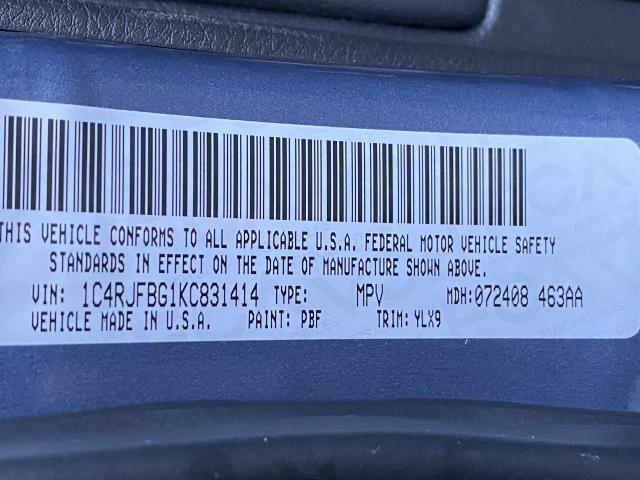 THIS VEHICLE CONFORMS TO ALL APPLICABLE U.S.A. FEDERAL MOTOR VEHICLE SAFETY
STANDARDS IN EFFECT ON THE DATE OF MANUFACTURE SHOWN ABOVE.
VIN: 1C4RJFBG1KC831414 TYPE: MPV MDH:072408 463AA
VEHICLE MADE IN U.S.A. PAINT: PBF TRIM: YLX9